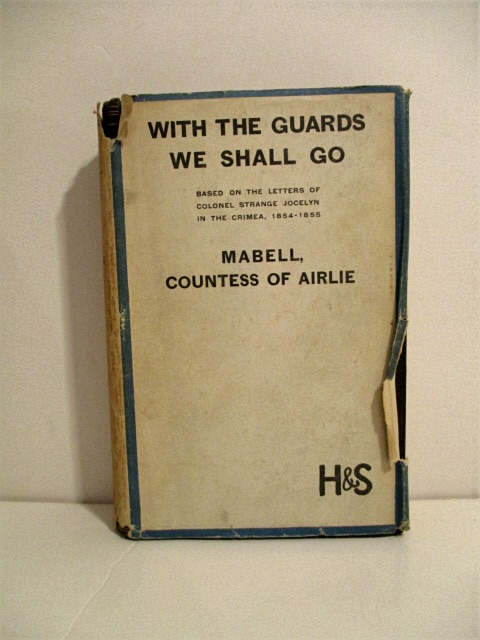 WITH THE GUARDS
WE SHALL GO
BASED ON THE LETTERS OF
COLONEL STRANGE JOCELYN
IN THE CRIMEA, 1854-1855
MABELL,
COUNTESS OF AIRLIE
H&S